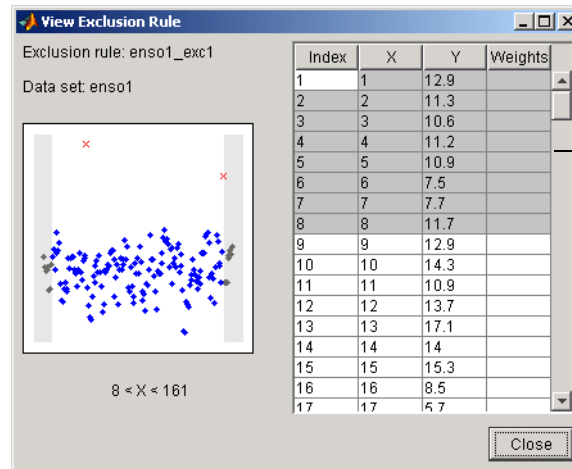 View Exclusion Rule
Exclusion rule: enso1_exc1
Data set: enso1
8 < X < 161
Index X Y Weights
1 1 12.9
2 2 11.3
3 3 10.6
4 4 11.2
5 5 10.9
6 6 7.5
7 7 7.7
8 8 11.7
9 9 12.9
10 10 14.3
11 11 10.9
12 12 13.7
13 13 17.1
14 14 14
15 15 15.3
16 16 8.5
17 17 5.7
Close